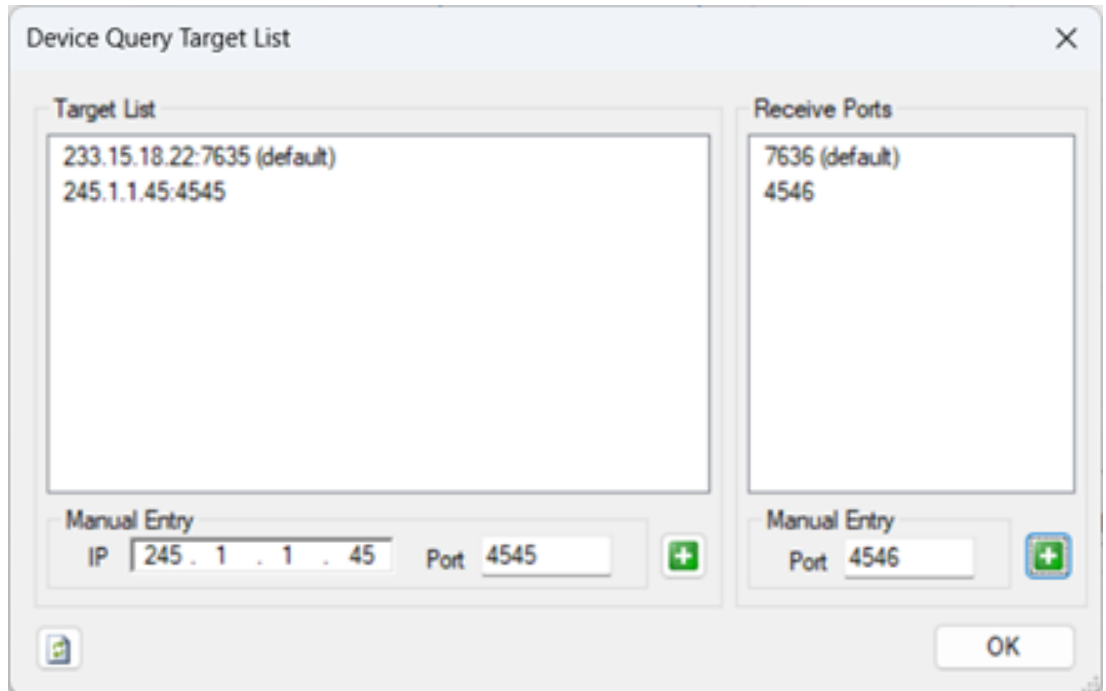 Device Query Target List
Target List
233.15.18.22:7635 (default)
245.1.1.45:4545
Manual Entry
IP 245 . 1 . 1 . 45 Port 4545
Receive Ports
7636 (default)
4546
Manual Entry
Port 4546
OK